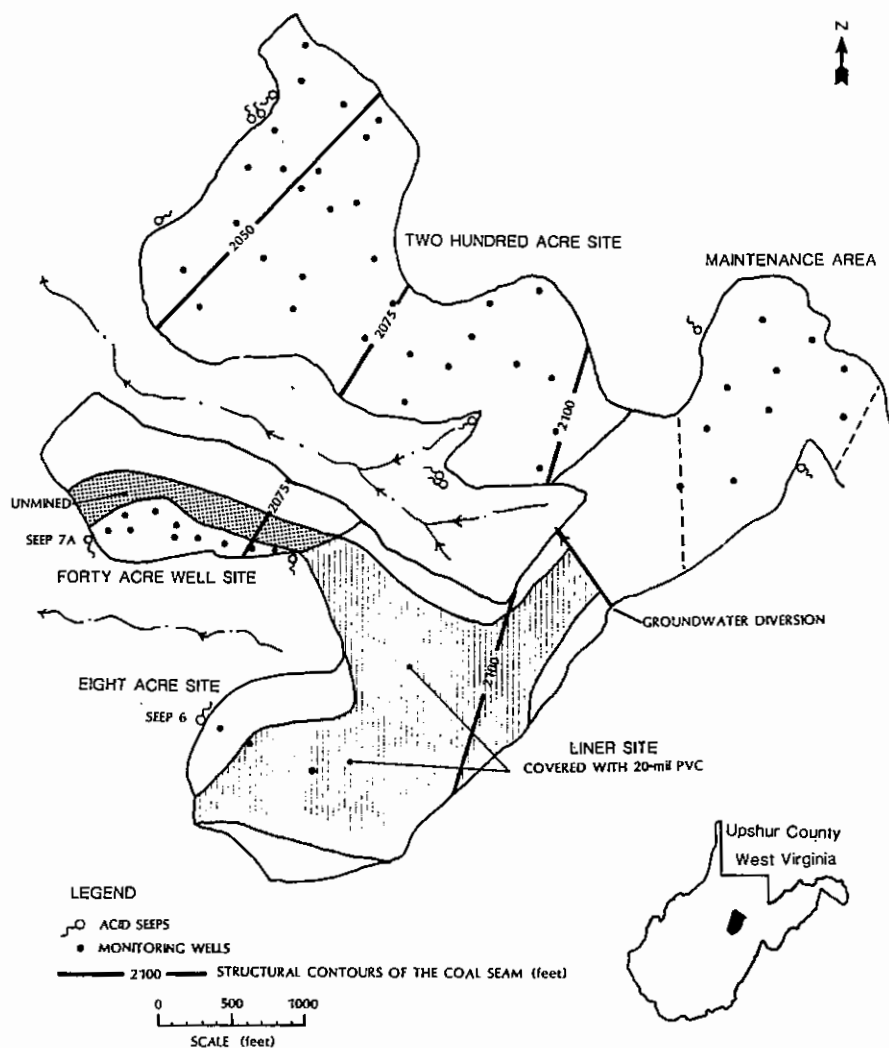 N
TWO HUNDRED ACRE SITE
MAINTENANCE AREA
2050
2075
2100
UNMINED
2075
SEEP 7A
FORTY ACRE WELL SITE
GROUNDWATER DIVERSION
2100
EIGHT ACRE SITE
SEEP 6
LINER SITE
COVERED WITH 20-mil PVC
Upshur County
West Virginia
LEGEND
ACID SEEPS
MONITORING WELLS
2100 STRUCTURAL CONTOURS OF THE COAL SEAM (feet)
0 500 1000
SCALE (feet)